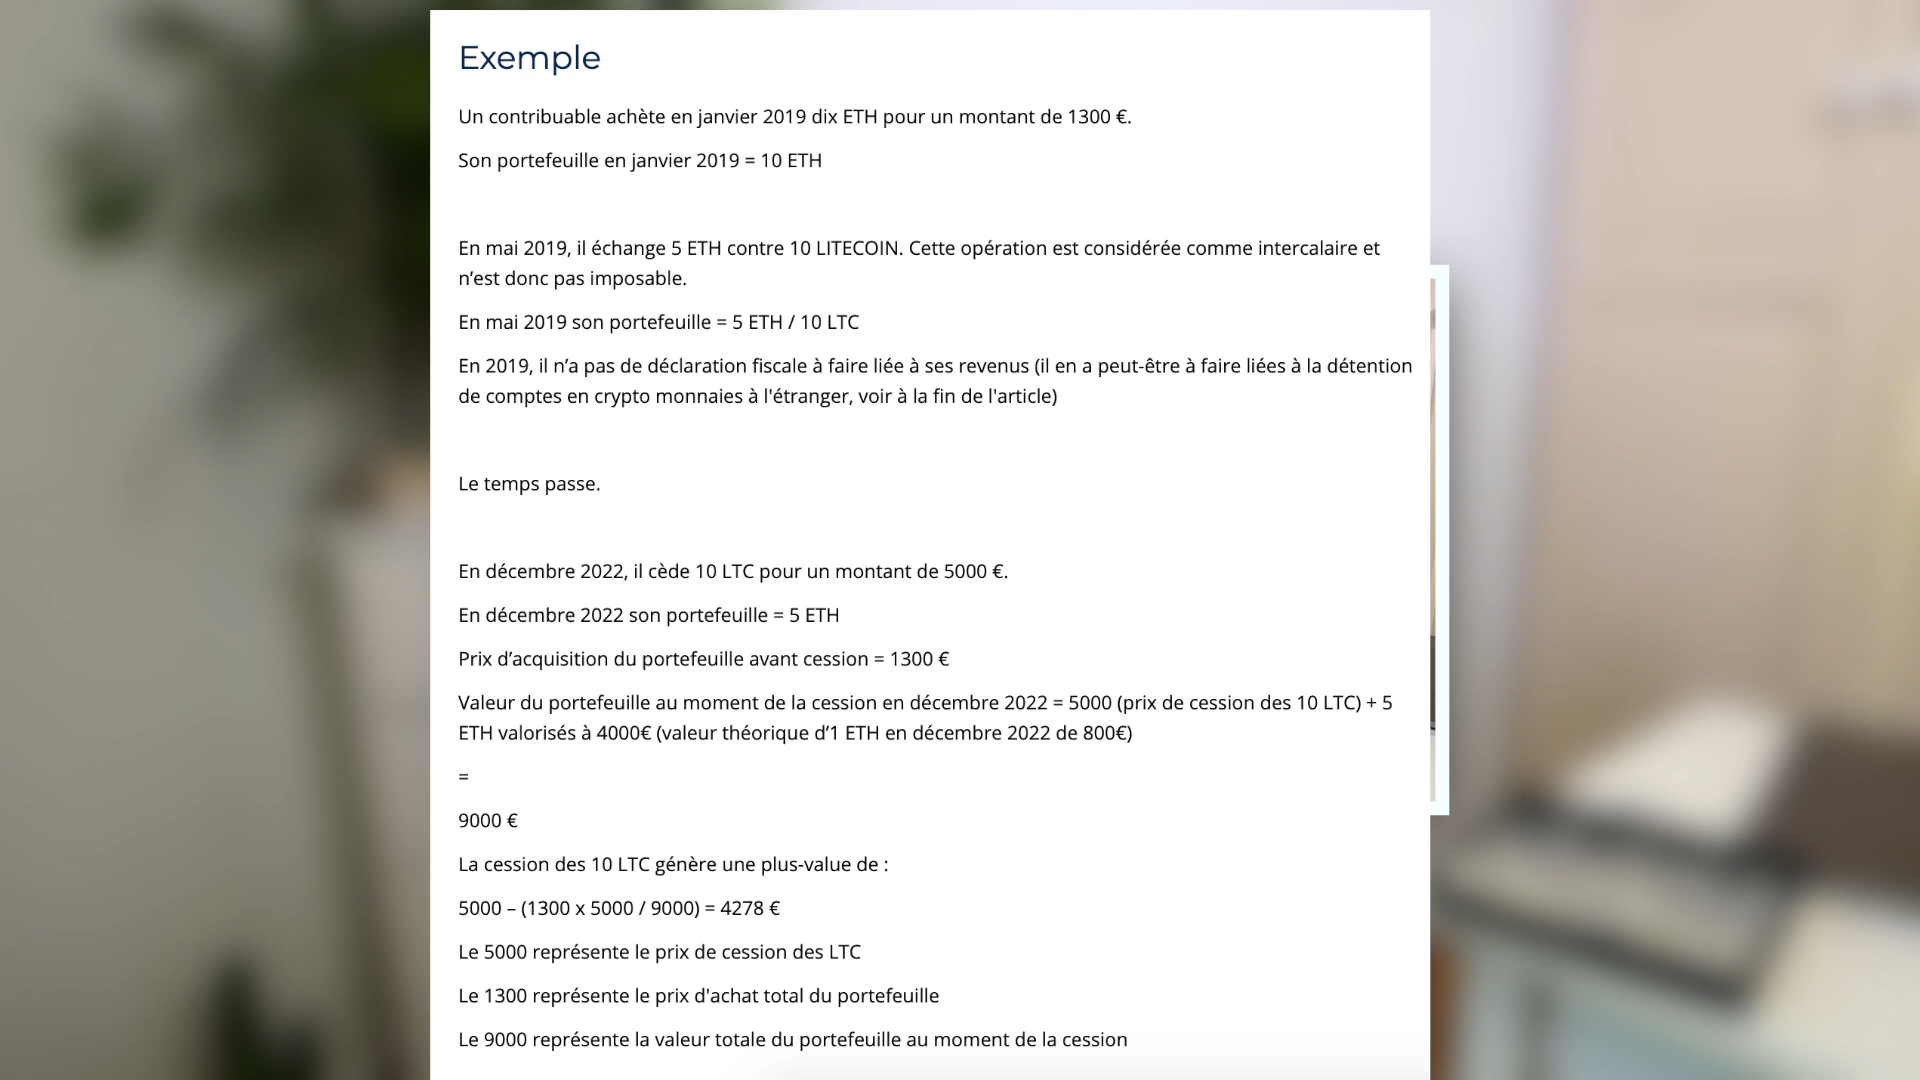 Exemple
Un contribuable achète en janvier 2019 dix ETH pour un montant de 1300 €.
Son portefeuille en janvier 2019 = 10 ETH
En mai 2019, il échange 5 ETH contre 10 LITECOIN. Cette opération est considérée comme intercalaire et
n’est donc pas imposable.
En mai 2019 son portefeuille = 5 ETH / 10 LTC
En 2019, il n’a pas de déclaration fiscale à faire liée à ses revenus (il en a peut-être à faire liées à la détention
de comptes en crypto monnaies à l'étranger, voir à la fin de l'article)
Le temps passe.
En décembre 2022, il cède 10 LTC pour un montant de 5000 €.
En décembre 2022 son portefeuille = 5 ETH
Prix d’acquisition du portefeuille avant cession = 1300 €
Valeur du portefeuille au moment de la cession en décembre 2022 = 5000 (prix de cession des 10 LTC) + 5
ETH valorisés à 4000€ (valeur théorique d’1 ETH en décembre 2022 de 800€)
=
9000 €
La cession des 10 LTC génère une plus-value de :
5000 – (1300 x 5000 / 9000) = 4278 €
Le 5000 représente le prix de cession des LTC
Le 1300 représente le prix d'achat total du portefeuille
Le 9000 représente la valeur totale du portefeuille au moment de la cession